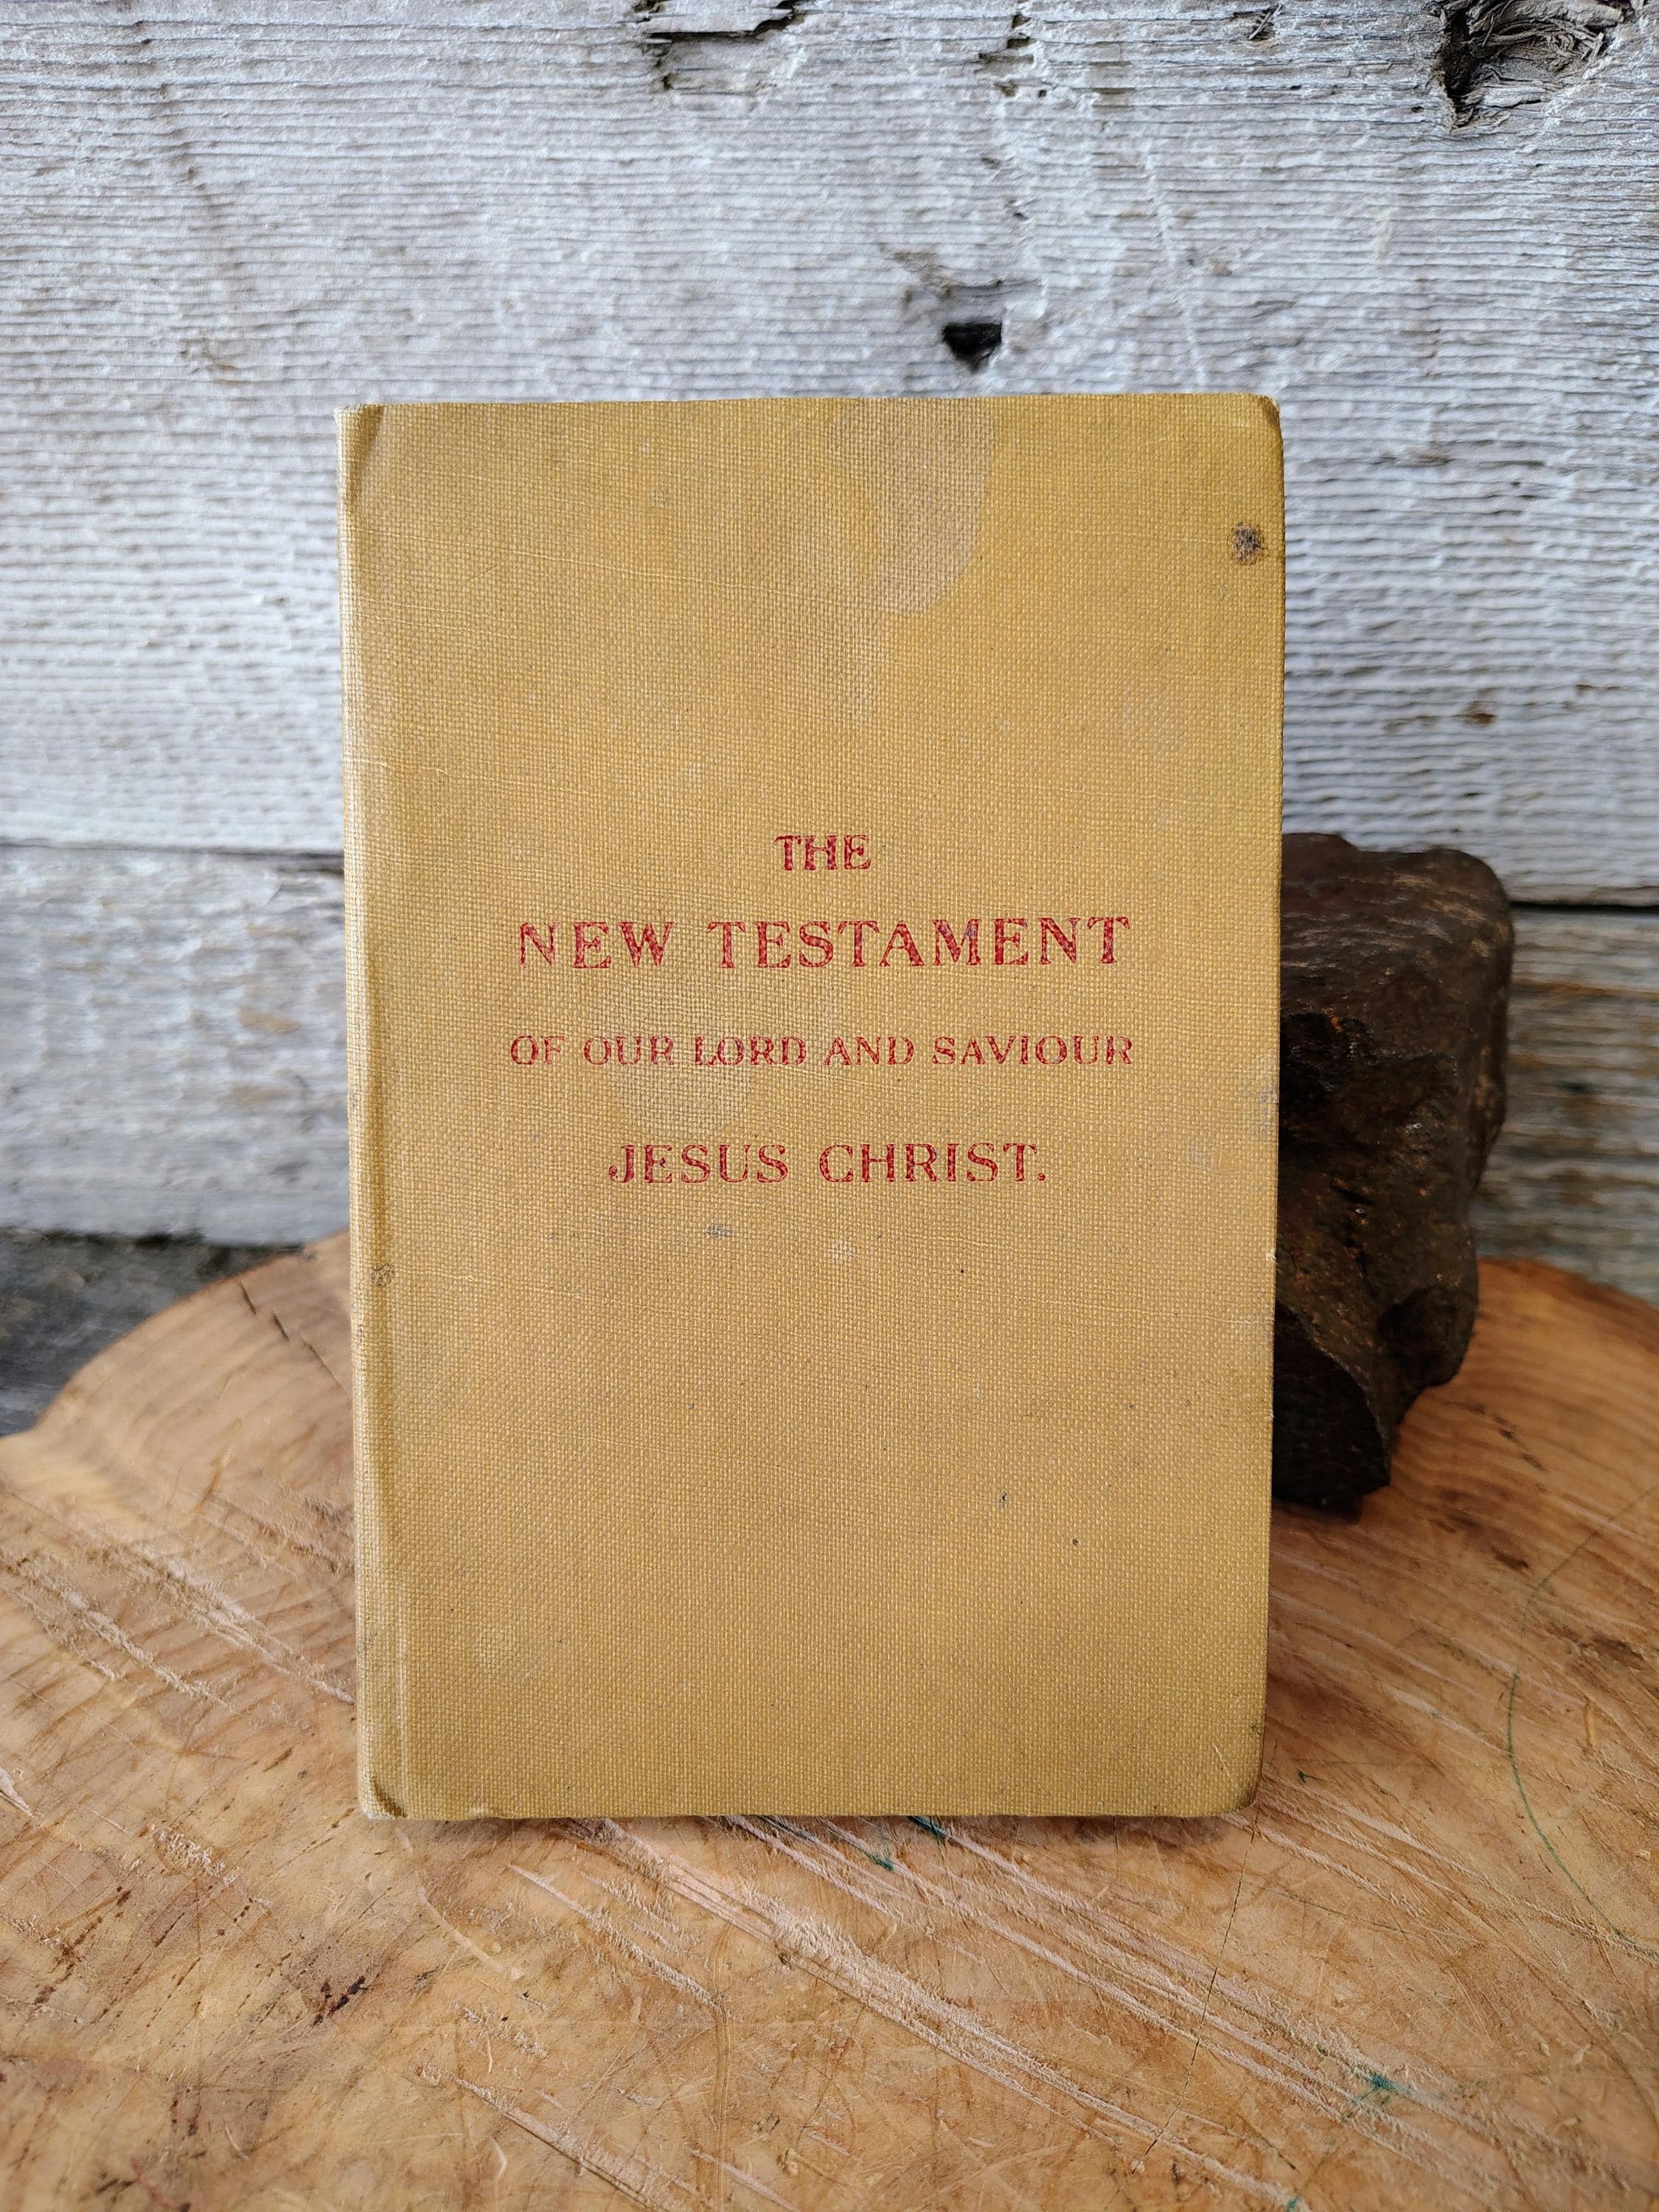 THE
NEW TESTAMENT
OF OUR LORD AND SAVIOUR
JESUS CHRIST.